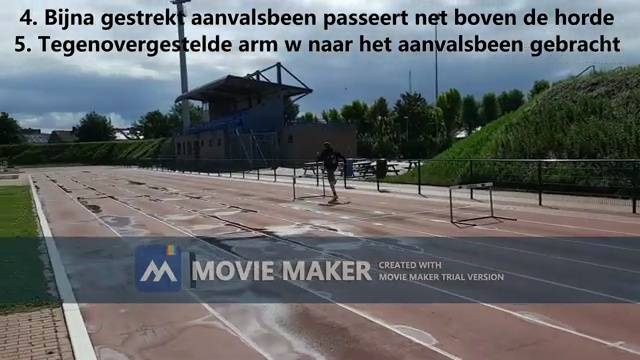 4. Bijna gestrekt aanvalsbeen passeert net boven de horde
5. Tegenovergestelde arm w naar het aanvalsbeen gebracht
MOVIE MAKER
CREATED WITH
MOVIE MAKER TRIAL VERSION